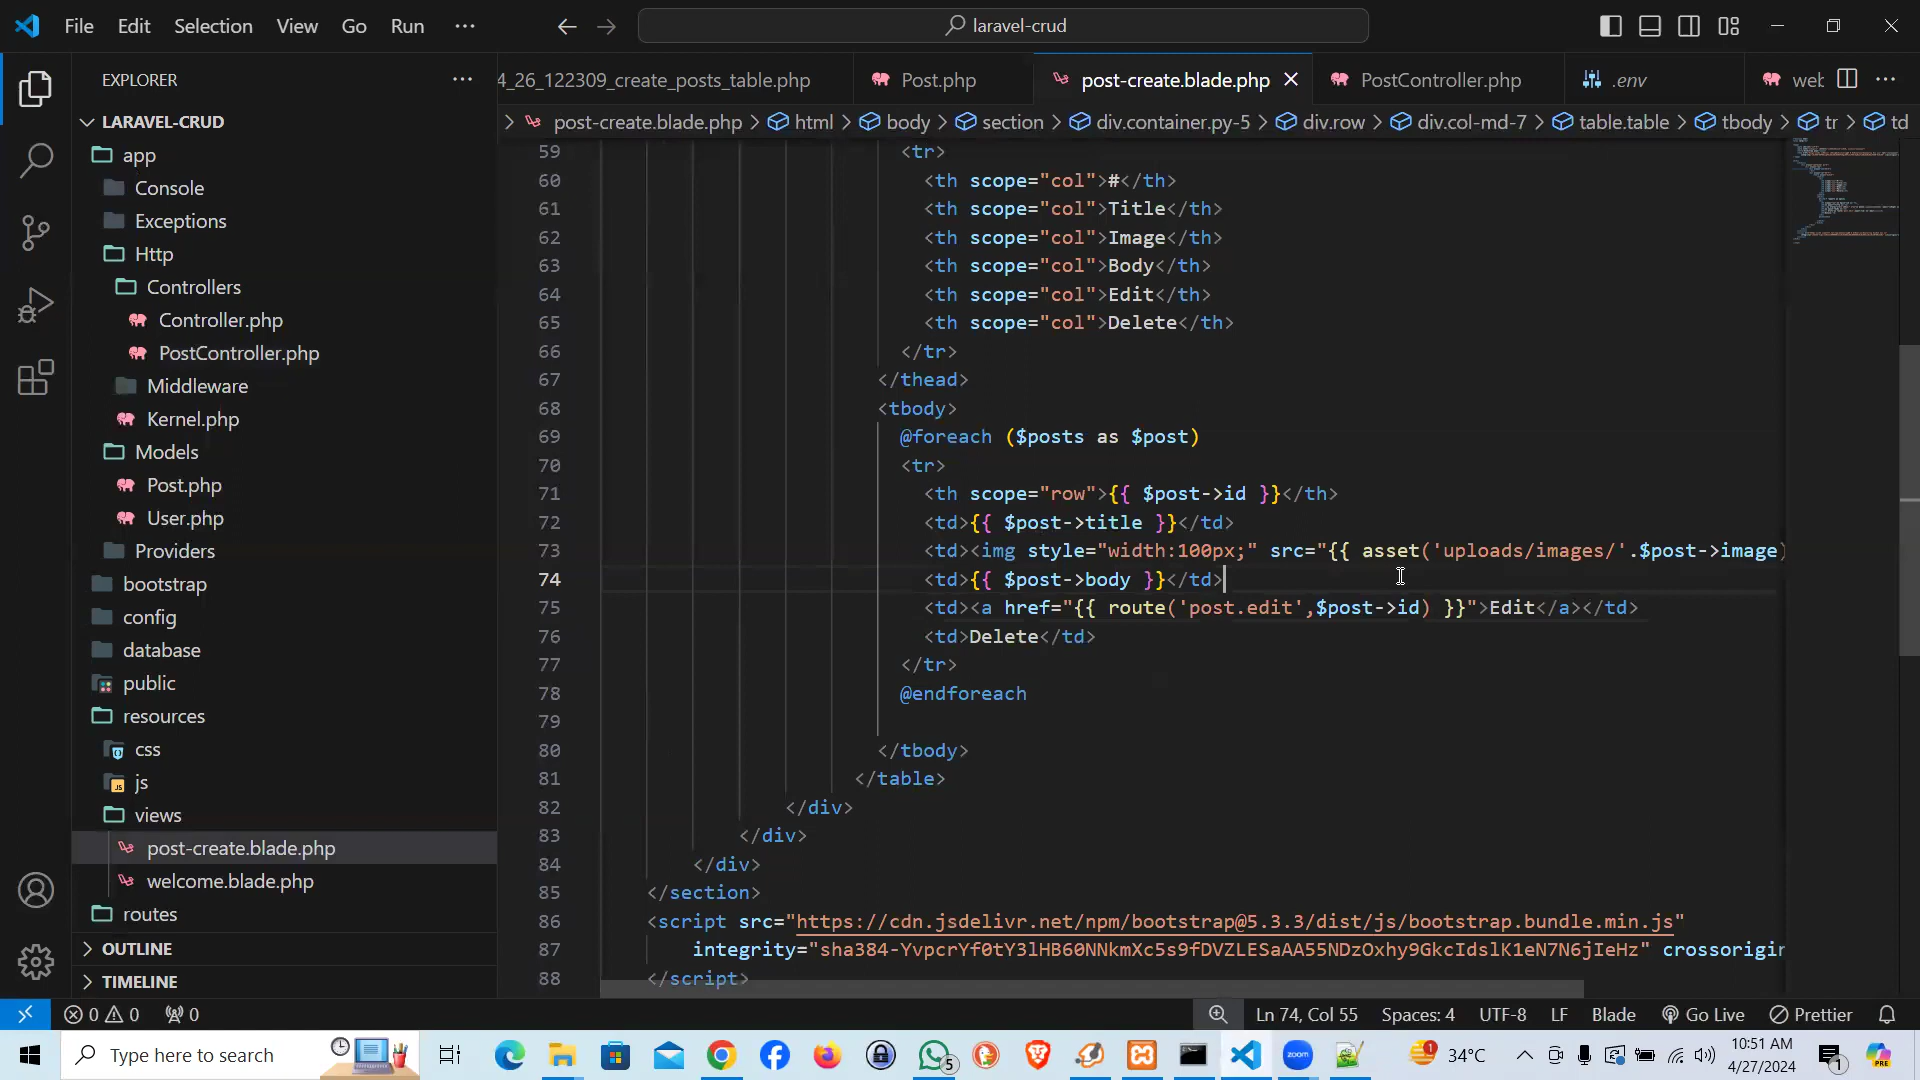 File Edit Selection View Go Run ··· laravel-crud
EXPLORER ···
4_26_122309_create_posts_table.php Post.php post-create.blade.php PostController.php .env web ···
post-create.blade.php > html > body > section > div.container.py-5 > div.row > div.col-md-7 > table.table > tbody > tr > td
LARAVEL-CRUD
app
Console
Exceptions
Http
Controllers
Controller.php
PostController.php
Middleware
Kernel.php
Models
Post.php
User.php
Providers
bootstrap
config
database
public
resources
css
js
views
post-create.blade.php
welcome.blade.php
routes
OUTLINE
TIMELINE
59 <tr>
60 <th scope="col">#</th>
61 <th scope="col">Title</th>
62 <th scope="col">Image</th>
63 <th scope="col">Body</th>
64 <th scope="col">Edit</th>
65 <th scope="col">Delete</th>
66 </tr>
67 </thead>
68 <tbody>
69 @foreach ($posts as $post)
70 <tr>
71 <th scope="row">{{ $post->id }}</th>
72 <td>{{ $post->title }}</td>
73 <td><img style="width:100px;" src="{{ asset('uploads/images/'.$post->image)
74 <td>{{ $post->body }}</td>
75 <td><a href="{{ route('post.edit',$post->id) }}">Edit</a></td>
76 <td>Delete</td>
77 </tr>
78 @endforeach
79
80 </tbody>
81 </table>
82 </div>
83 </div>
84 </div>
85 </section>
86 <script src="https://cdn.jsdelivr.net/npm/bootstrap@5.3.3/dist/js/bootstrap.bundle.min.js"
87 integrity="sha384-YvpcrYf0tY3lHB60NNkmXc5s9fDVZLESaAA55NDzOxhy9GkcIdslK1eN7N6jIeHz" crossorigin
88 </script>
0 0 0 Ln 74, Col 55 Spaces: 4 UTF-8 LF Blade Go Live Prettier
Type here to search 5 34°C 10:51 AM 1 PRE
4/27/2024